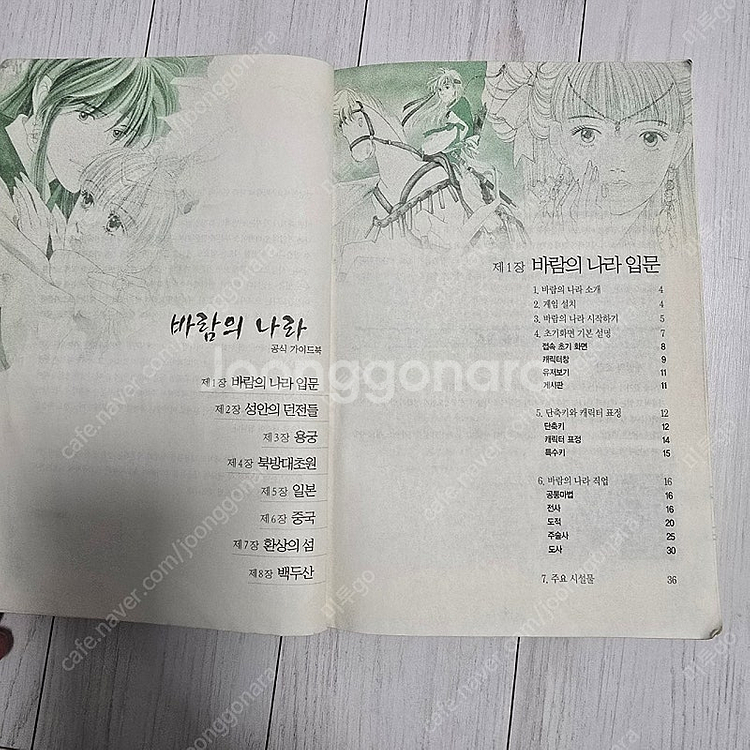 바람의 나라
공식 가이드북
제1장 바람의 나라 입문
제2장 성안의 던전들
제3장 용궁
제4장 북방대초원
제5장 일본
제6장 중국
제7장 환상의 섬
제8장 백두산
제1장 바람의 나라 입문
1. 바람의 나라 소개 4
2. 게임 설치 4
3. 바람의 나라 시작하기 5
4. 초기화면 기본 설명 7
접속 초기 화면 8
캐릭터창 9
유저보기 11
게시판 11
5. 단축키와 캐릭터 표정 12
단축키 12
캐릭터 표정 14
특수키 15
6. 바람의 나라 직업 16
공통마법 16
전사 16
도적 20
주술사 25
도사 30
7. 주요 시설물 36
joonggonara
cafe.naver.com/joonggonara